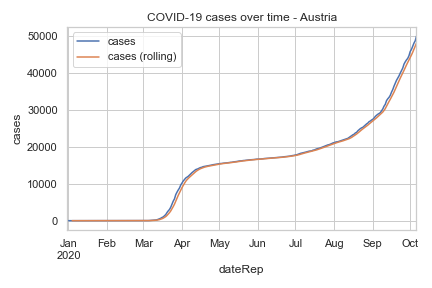 COVID-19 cases over time - Austria
cases
cases (rolling)
50000
40000
30000
20000
10000
0
cases
Jan Feb Mar Apr May Jun Jul Aug Sep Oct
2020
dateRep